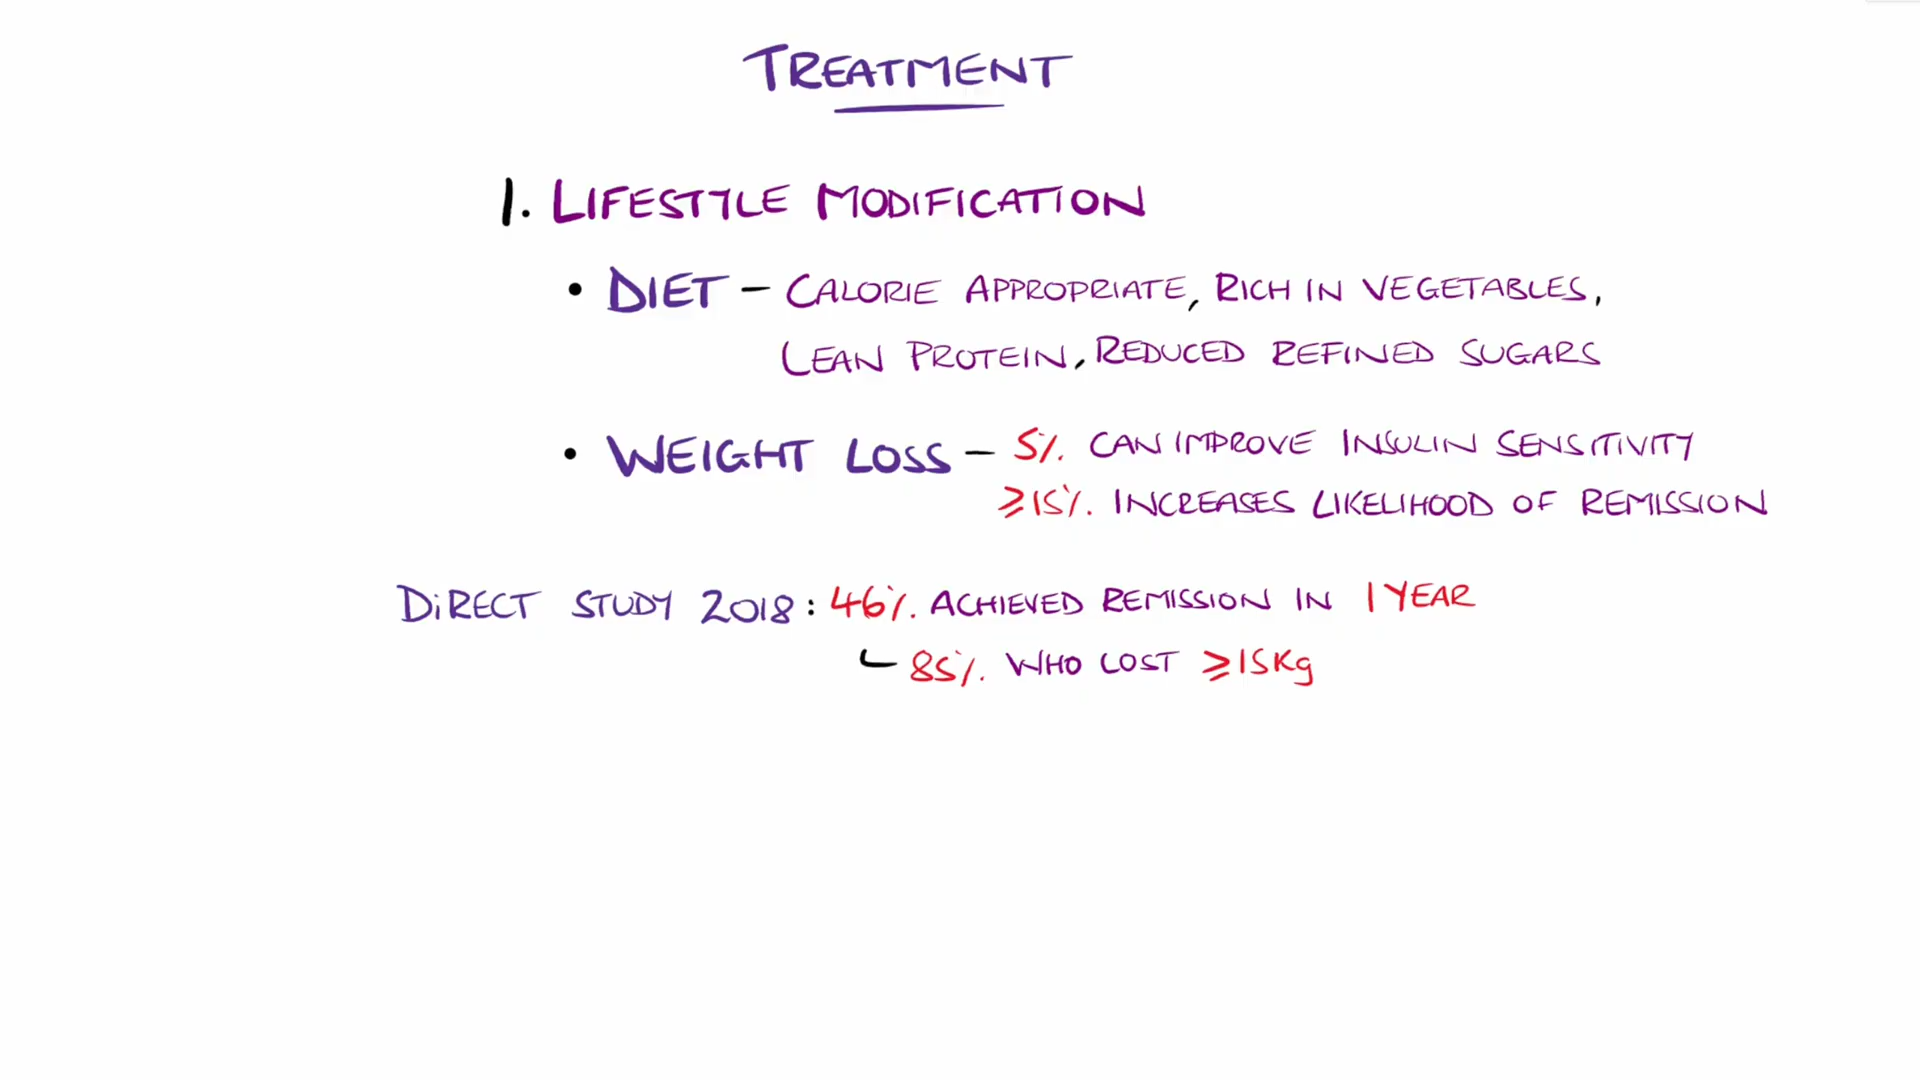 TREATMENT
1. LIFESTYLE MODIFICATION
• DIET – CALORIE APPROPRIATE, RICH IN VEGETABLES,
LEAN PROTEIN, REDUCED REFINED SUGARS
• WEIGHT LOSS – 5% CAN IMPROVE INSULIN SENSITIVITY
≥15% INCREASES LIKELIHOOD OF REMISSION
DiRECT STUDY 2018: 46% ACHIEVED REMISSION IN 1 YEAR
85% WHO LOST ≥15Kg